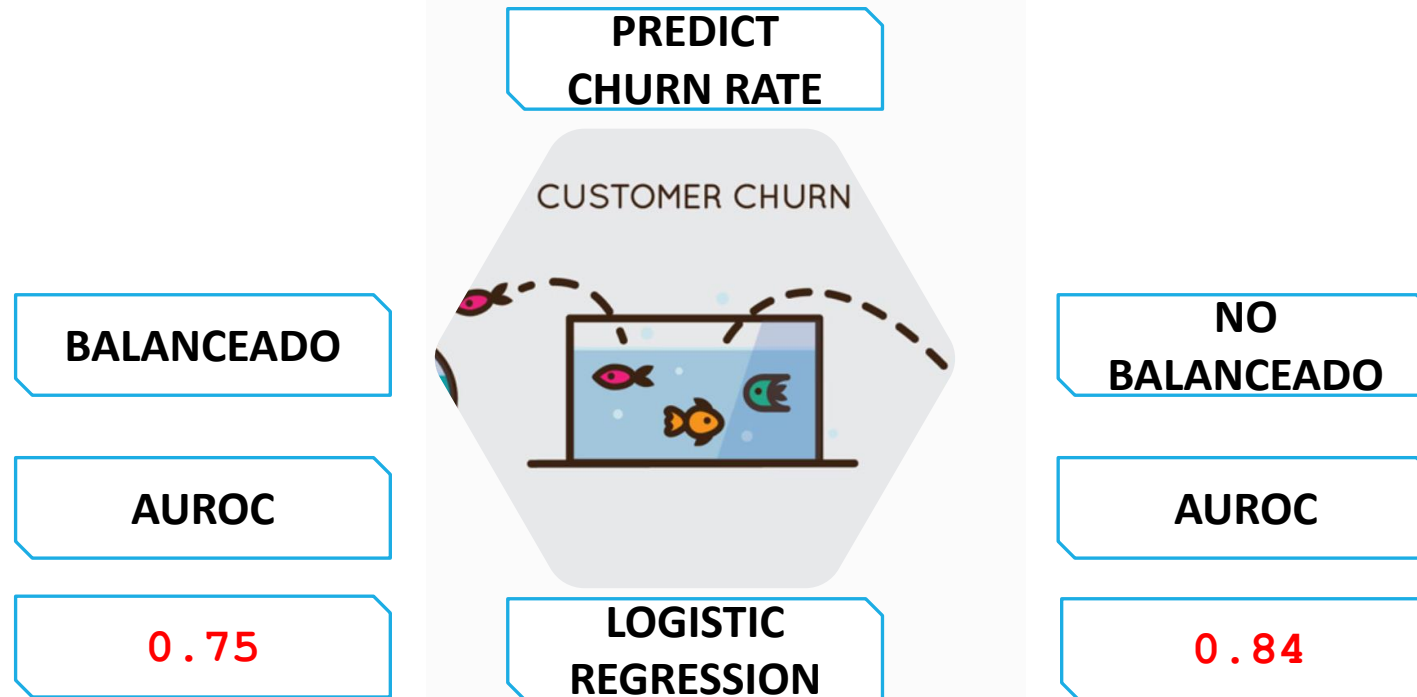 PREDICT
CHURN RATE
CUSTOMER CHURN
BALANCEADO
NO
BALANCEADO
AUROC
AUROC
0.75
LOGISTIC
REGRESSION
0.84